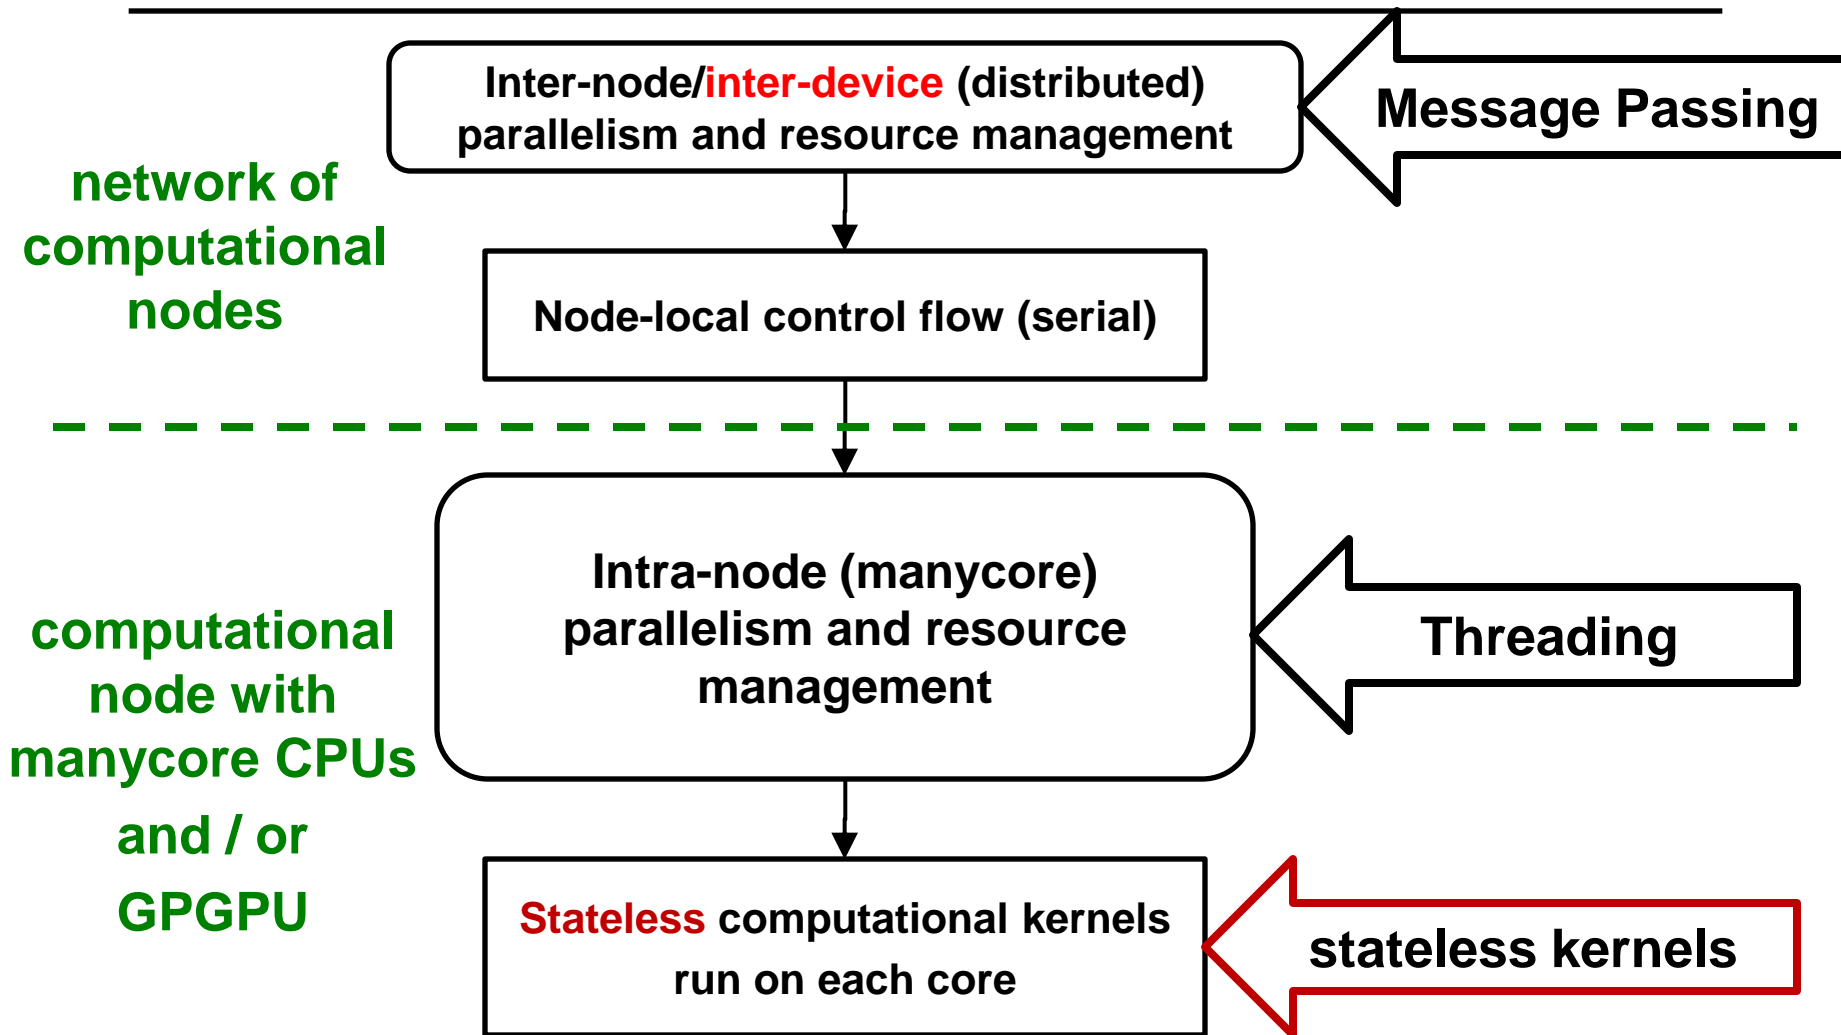 Inter-node/inter-device (distributed)
parallelism and resource management
Message Passing
network of
computational
nodes
Node-local control flow (serial)
Intra-node (manycore)
parallelism and resource
management
Threading
computational
node with
manycore CPUs
and / or
GPGPU
Stateless computational kernels
run on each core
stateless kernels